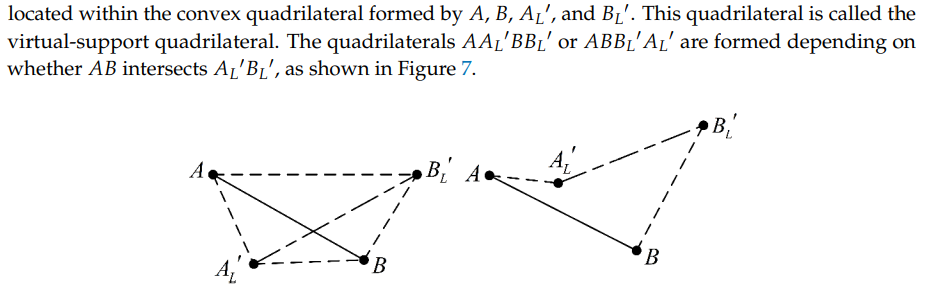 located within the convex quadrilateral formed by A, B, A_L′, and B_L′. This quadrilateral is called the
virtual-support quadrilateral. The quadrilaterals AA_L′BB_L′ or ABB_L′A_L′ are formed depending on
whether AB intersects A_L′B_L′, as shown in Figure 7.
A B_L′ A A_L′ B_L′
A_L′ B B